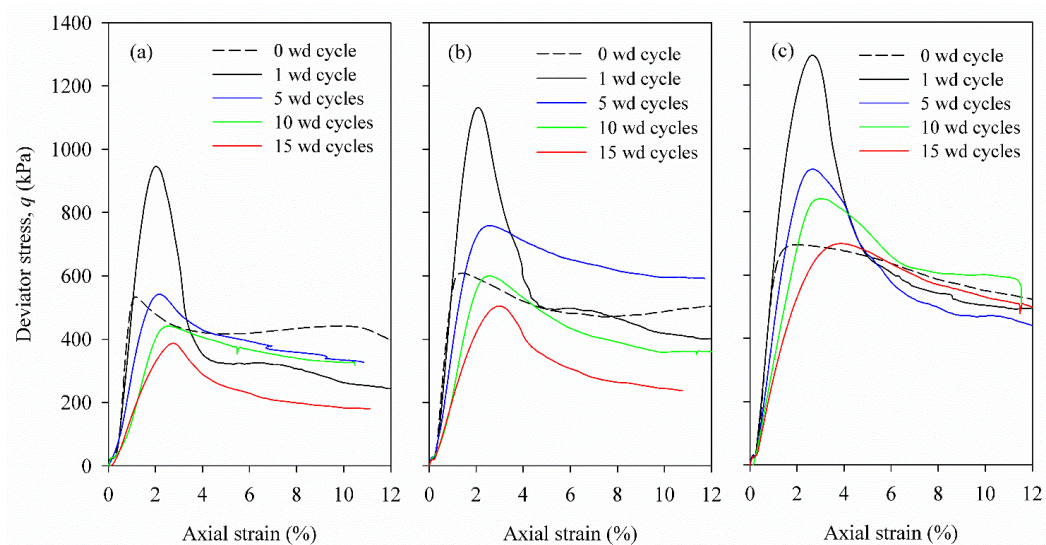 1400
1200
1000
800
600
400
200
0
Deviator stress, q (kPa)
(a)
0 wd cycle
1 wd cycle
5 wd cycles
10 wd cycles
15 wd cycles
0 2 4 6 8 10 12
Axial strain (%)
(b)
0 wd cycle
1 wd cycle
5 wd cycles
10 wd cycles
15 wd cycles
0 2 4 6 8 10 12
Axial strain (%)
(c)
0 wd cycle
1 wd cycle
5 wd cycles
10 wd cycles
15 wd cycles
0 2 4 6 8 10 12
Axial strain (%)